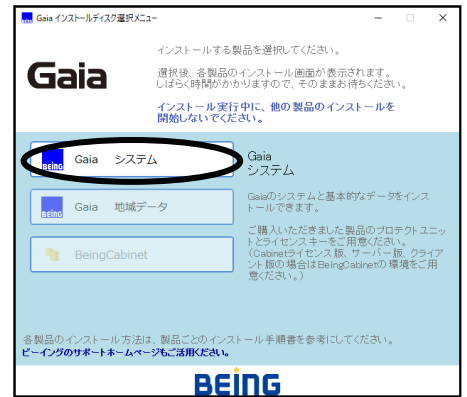 Gaia インストールディスク選択メニュー
Gaia
インストールする製品を選択してください。
選択後、各製品のインストール画面が表示されます。
しばらく時間がかかりますので、そのままお待ちください。
インストール実行中に、他の製品のインストールを
開始しないでください。
BEING Gaia システム
BEING Gaia 地域データ
BeingCabinet
Gaia
システム
Gaiaのシステムと基本的なデータをインス
トールできます。
ご購入いただきました製品のプロテクトユニッ
トとライセンスキーをご用意ください。
（Cabinetライセンス版、サーバー版、クライア
ント版の場合はBeingCabinetの環境をご用
意ください。）
各製品のインストール方法は、製品ごとのインストール手順書を参考にしてください。
ビーイングのサポートホームページもご活用ください。
BEING